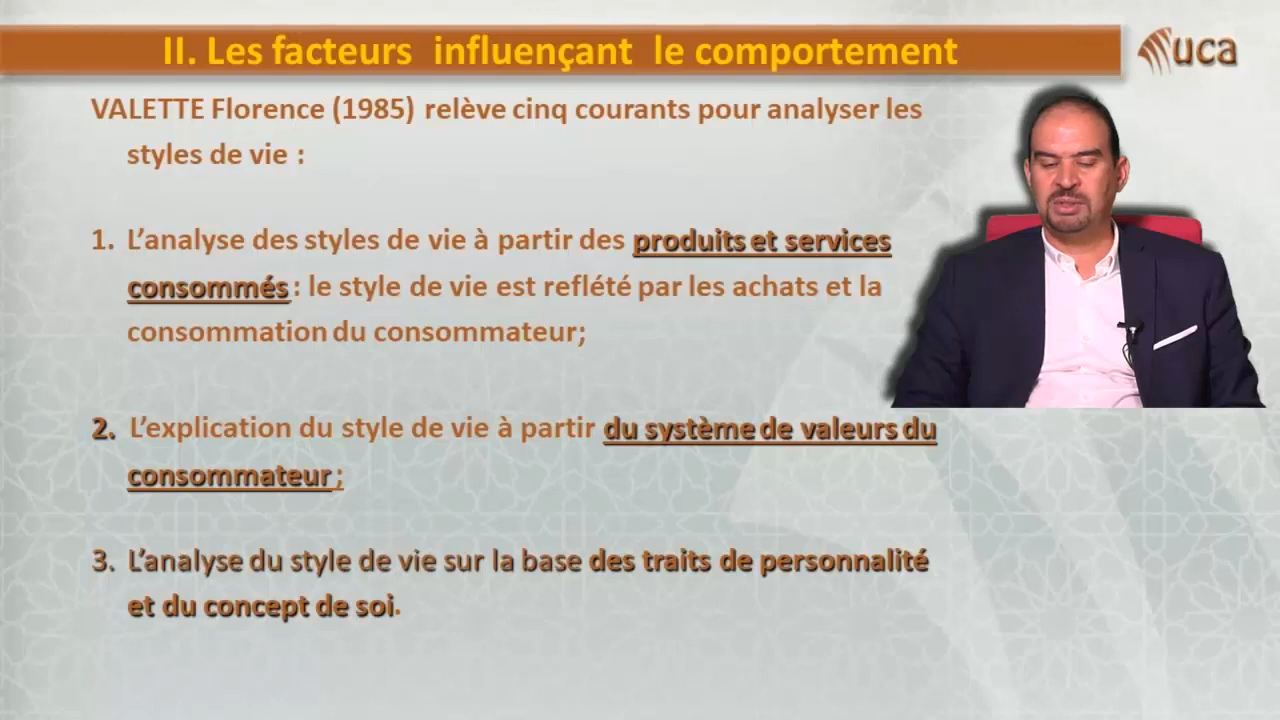 II. Les facteurs influençant le comportement
uca
VALETTE Florence (1985) relève cinq courants pour analyser les
styles de vie :
1. L’analyse des styles de vie à partir des produits et services
consommés : le style de vie est reflété par les achats et la
consommation du consommateur;
2. L’explication du style de vie à partir du système de valeurs du
consommateur ;
3. L’analyse du style de vie sur la base des traits de personnalité
et du concept de soi.